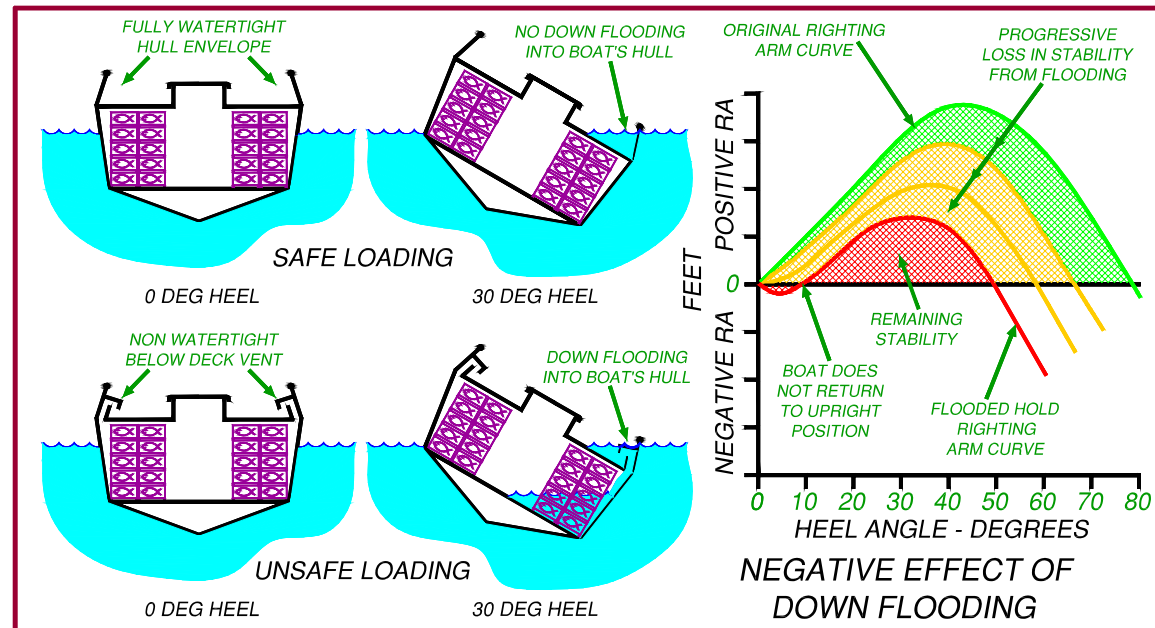 FULLY WATERTIGHT
HULL ENVELOPE
NO DOWN FLOODING
INTO BOAT'S HULL
SAFE LOADING
0 DEG HEEL
30 DEG HEEL
NON WATERTIGHT
BELOW DECK VENT
DOWN FLOODING
INTO BOAT'S HULL
UNSAFE LOADING
0 DEG HEEL
30 DEG HEEL
ORIGINAL RIGHTING
ARM CURVE
PROGRESSIVE
LOSS IN STABILITY
FROM FLOODING
FEET
POSITIVE RA
0
NEGATIVE RA
REMAINING
STABILITY
BOAT DOES
NOT RETURN
TO UPRIGHT
POSITION
FLOODED HOLD
RIGHTING
ARM CURVE
0 10 20 30 40 50 60 70 80
HEEL ANGLE - DEGREES
NEGATIVE EFFECT OF
DOWN FLOODING